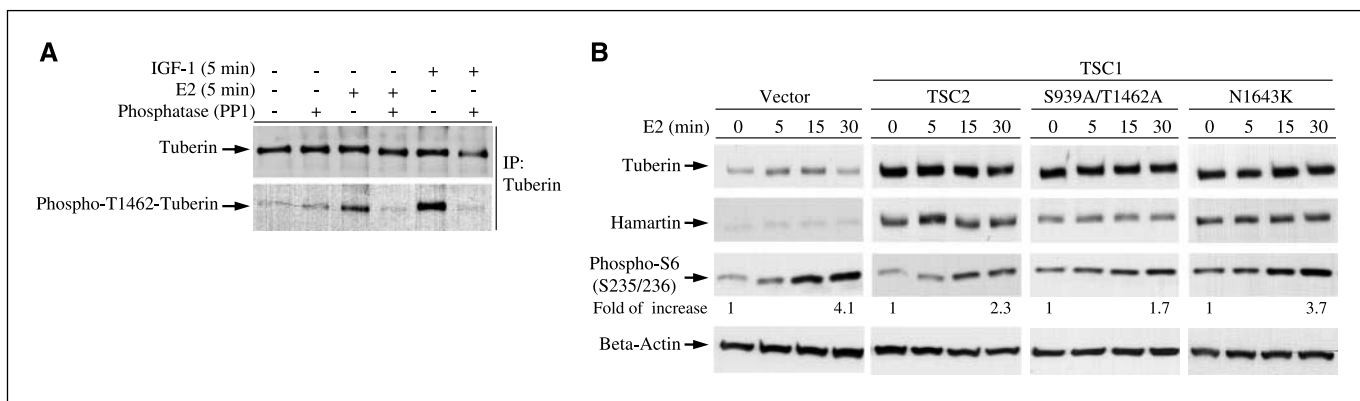 A
IGF-1 (5 min) - - - - + +
E2 (5 min) - - + + - -
Phosphatase (PP1) - + - + - +
Tuberin
Phospho-T1462-Tuberin
IP:
Tuberin
B
TSC1
Vector TSC2 S939A/T1462A N1643K
E2 (min) 0 5 15 30 0 5 15 30 0 5 15 30 0 5 15 30
Tuberin
Hamartin
Phospho-S6
(S235/236)
Fold of increase 1 4.1 1 2.3 1 1.7 1 3.7
Beta-Actin